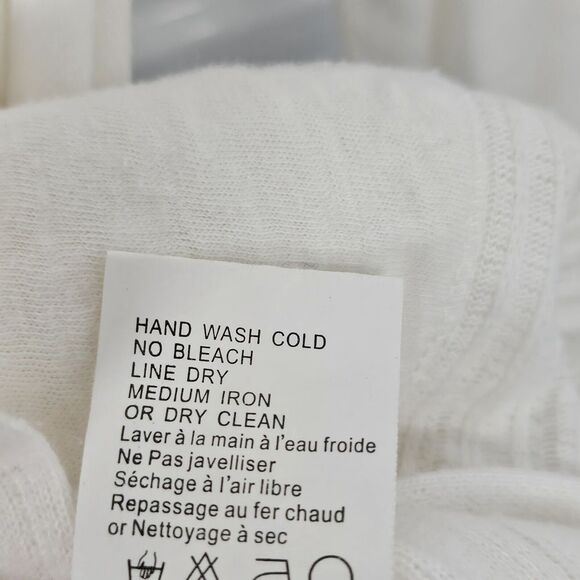 HAND WASH COLD
NO BLEACH
LINE DRY
MEDIUM IRON
OR DRY CLEAN
Laver à la main à l'eau froide
Ne Pas javelliser
Séchage à l'air libre
Repassage au fer chaud
or Nettoyage à sec